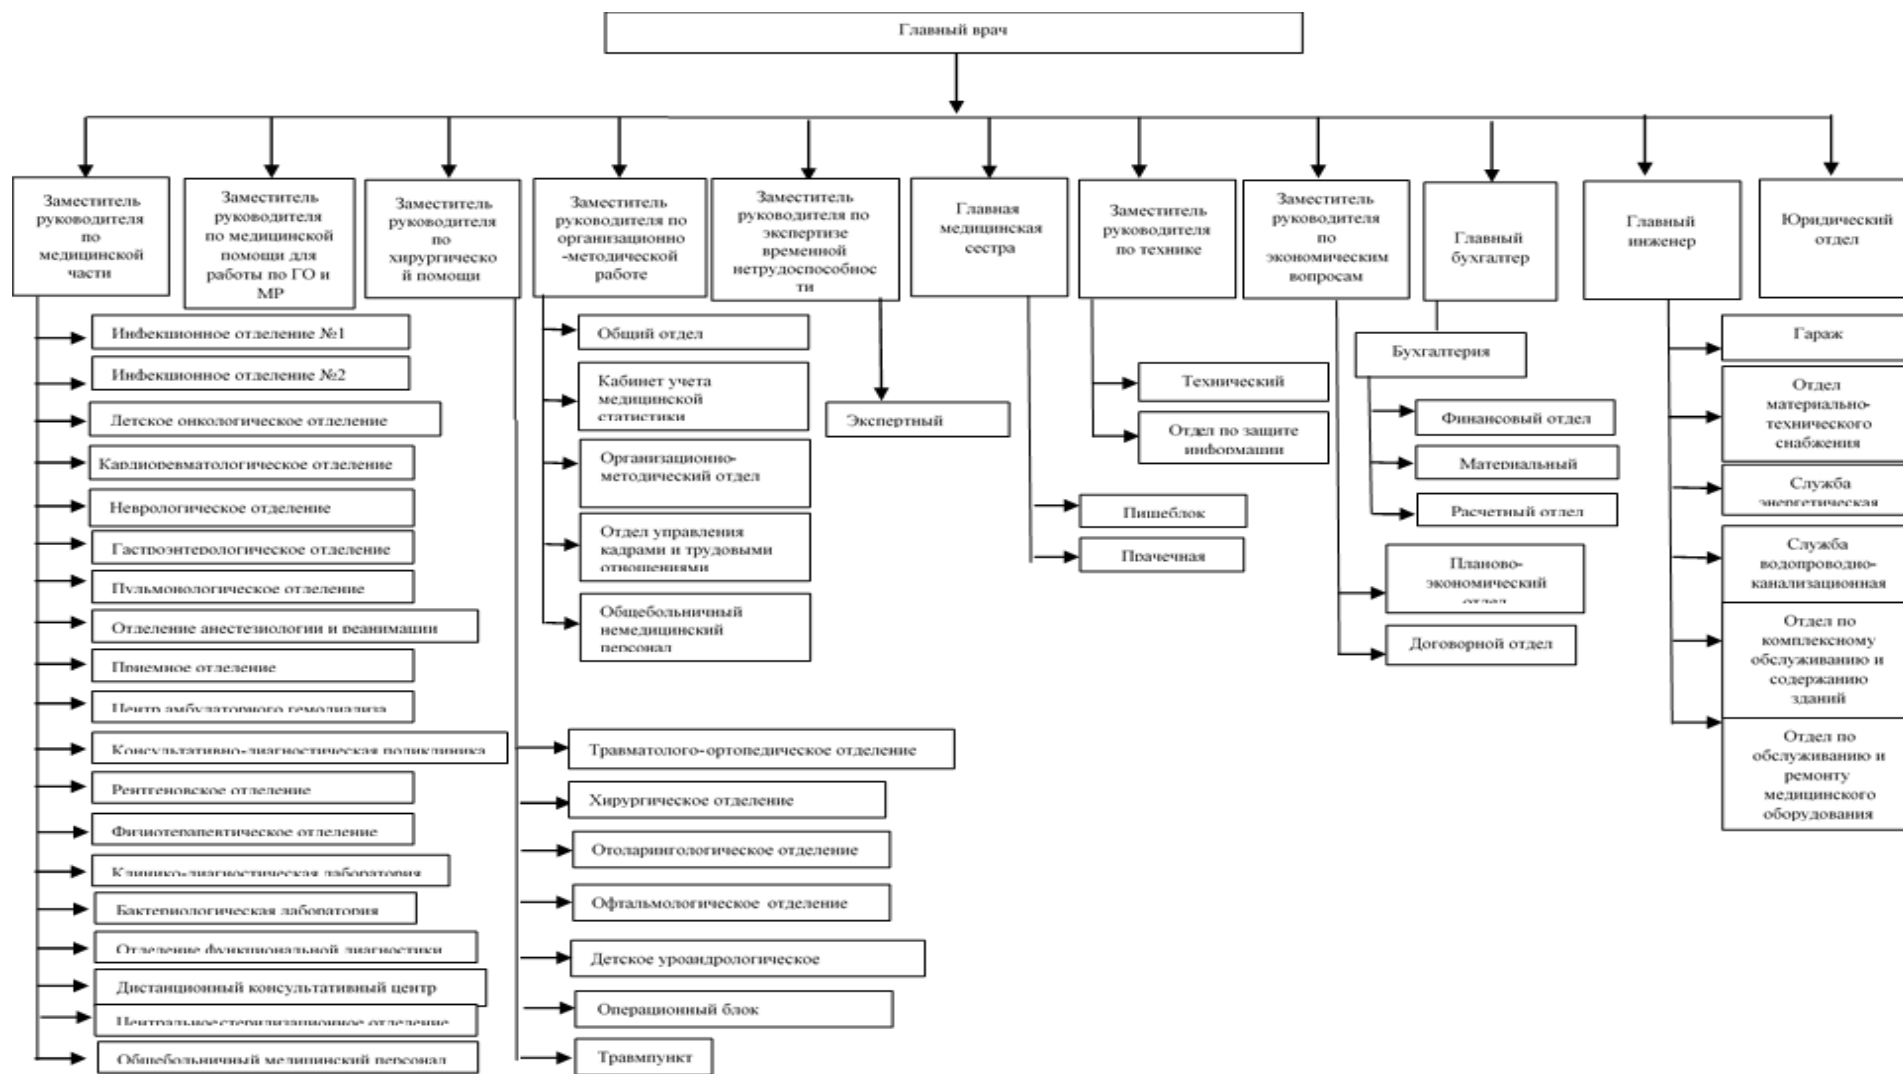 Главный врач
Заместитель
руководителя
по
медицинской
части
Заместитель
руководителя
по медицинской
помощи для
работы по ГО и
МР
Заместитель
руководителя
по
хирургическо
й помощи
Заместитель
руководителя по
организационно
-методической
работе
Заместитель
руководителя по
экспертизе
временной
нетрудоспособнос
ти
Главная
медицинская
сестра
Заместитель
руководителя
по технике
Заместитель
руководителя
по
экономическим
вопросам
Главный
бухгалтер
Главный
инженер
Юридический
отдел
Инфекционное отделение №1
Инфекционное отделение №2
Детское онкологическое отделение
Кардиоревматологическое отделение
Неврологическое отделение
Гастроэнтерологическое отделение
Пульмонологическое отделение
Отделение анестезиологии и реанимации
Приемное отделение
Центр амбулаторного гемодиализа
Консультативно-диагностическая поликлиника
Рентгеновское отделение
Физиотерапевтическое отделение
Клинико-диагностическая лаборатория
Бактериологическая лаборатория
Отделение функциональной диагностики
Дистанционный консультативный центр
Центральное стерилизационное отделение
Общебольничный медицинский персонал
Травматолого-ортопедическое отделение
Хирургическое отделение
Отоларингологическое отделение
Офтальмологическое отделение
Детское уроандрологическое
Операционный блок
Травмпункт
Общий отдел
Кабинет учета
медицинской
статистики
Организационно-
методический отдел
Отдел управления
кадрами и трудовыми
отношениями
Общебольничный
немедицинский
персонал
Экспертный
Пищеблок
Прачечная
Технический
Отдел по защите
информации
Бухгалтерия
Финансовый отдел
Материальный
Расчетный отдел
Планово-
экономический
отдел
Договорной отдел
Гараж
Отдел
материально-
технического
снабжения
Служба
энергетическая
Служба
водопроводно-
канализационная
Отдел по
комплексному
обслуживанию и
содержанию
зданий
Отдел по
обслуживанию и
ремонту
медицинского
оборудования